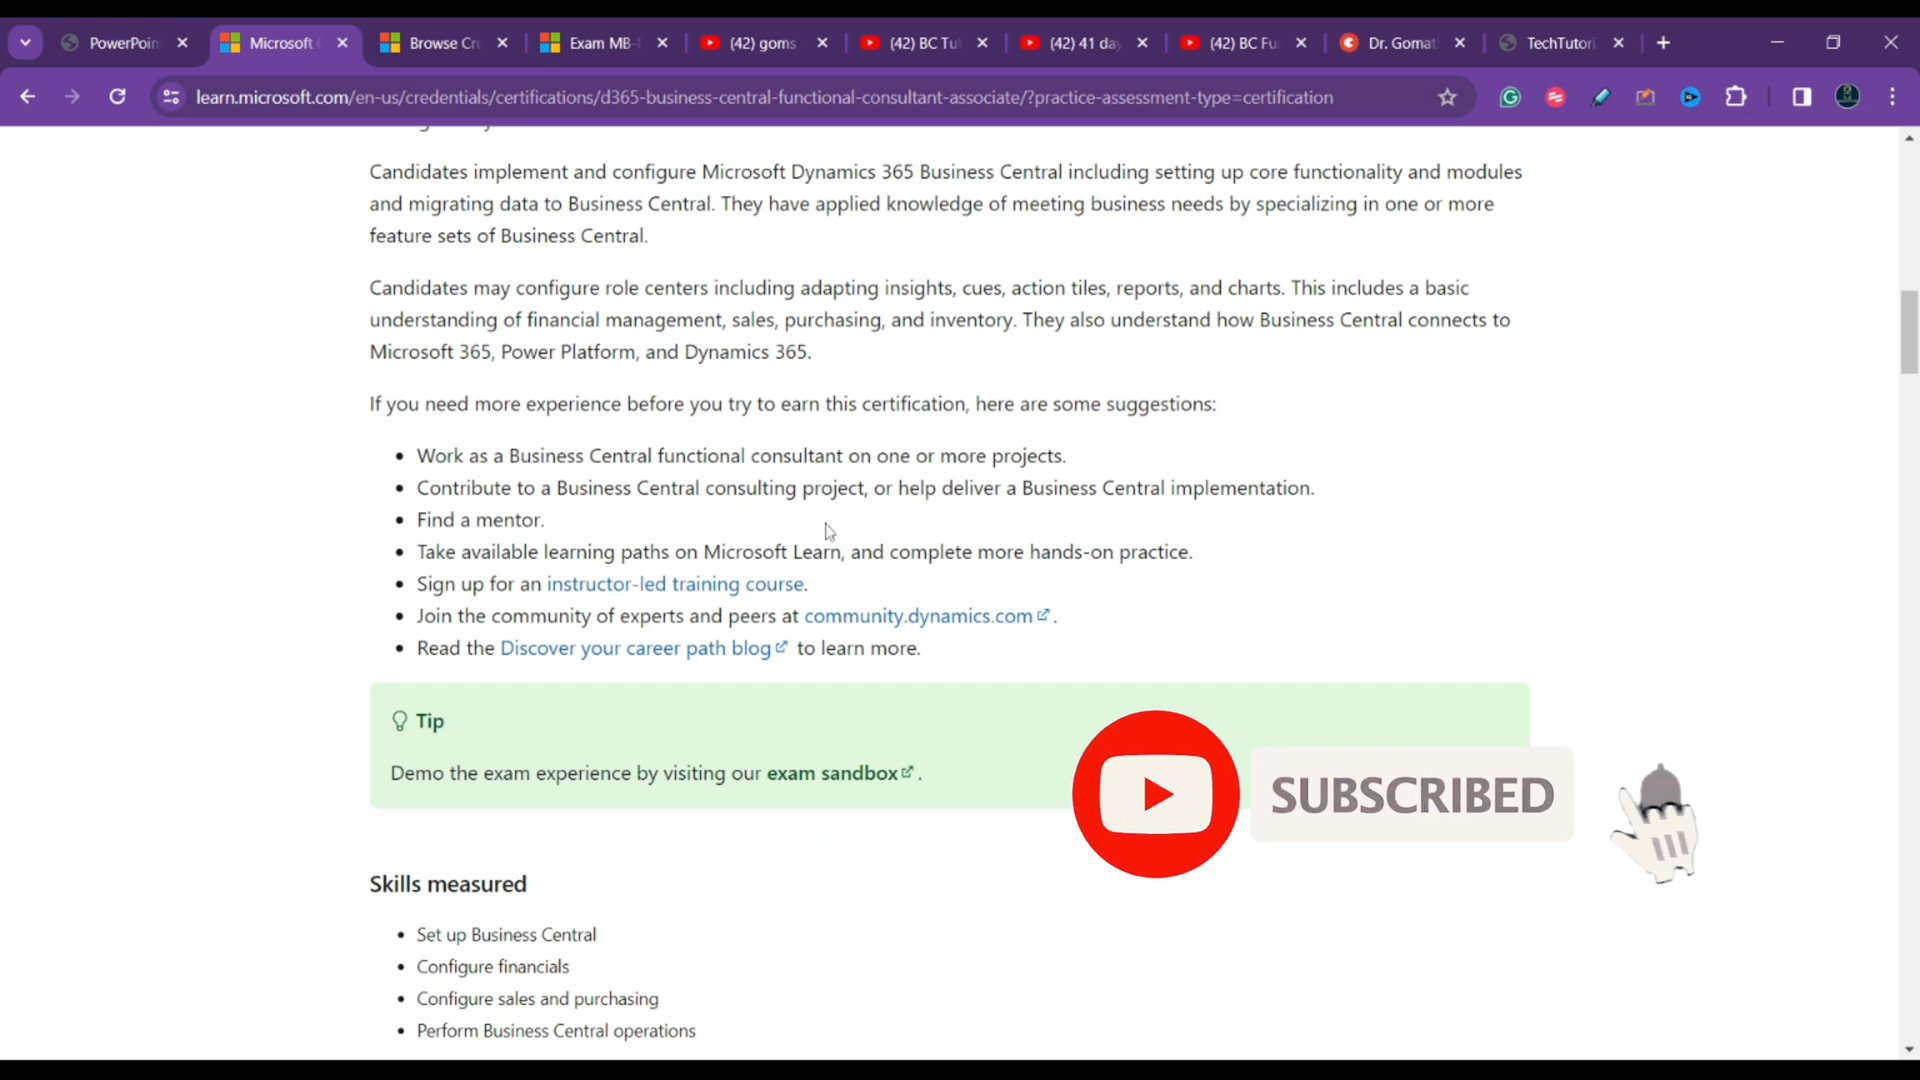 PowerPoin
Microsoft C
Browse Cre
Exam MB-
(42) goms
(42) BC Tut
(42) 41 day
(42) BC Fu
Dr. Gomat
TechTutori
learn.microsoft.com/en-us/credentials/certifications/d365-business-central-functional-consultant-associate/?practice-assessment-type=certification
Candidates implement and configure Microsoft Dynamics 365 Business Central including setting up core functionality and modules
and migrating data to Business Central. They have applied knowledge of meeting business needs by specializing in one or more
feature sets of Business Central.
Candidates may configure role centers including adapting insights, cues, action tiles, reports, and charts. This includes a basic
understanding of financial management, sales, purchasing, and inventory. They also understand how Business Central connects to
Microsoft 365, Power Platform, and Dynamics 365.
If you need more experience before you try to earn this certification, here are some suggestions:
• Work as a Business Central functional consultant on one or more projects.
• Contribute to a Business Central consulting project, or help deliver a Business Central implementation.
• Find a mentor.
• Take available learning paths on Microsoft Learn, and complete more hands-on practice.
• Sign up for an instructor-led training course.
• Join the community of experts and peers at community.dynamics.com.
• Read the Discover your career path blog to learn more.
Tip
Demo the exam experience by visiting our exam sandbox.
SUBSCRIBED
Skills measured
• Set up Business Central
• Configure financials
• Configure sales and purchasing
• Perform Business Central operations